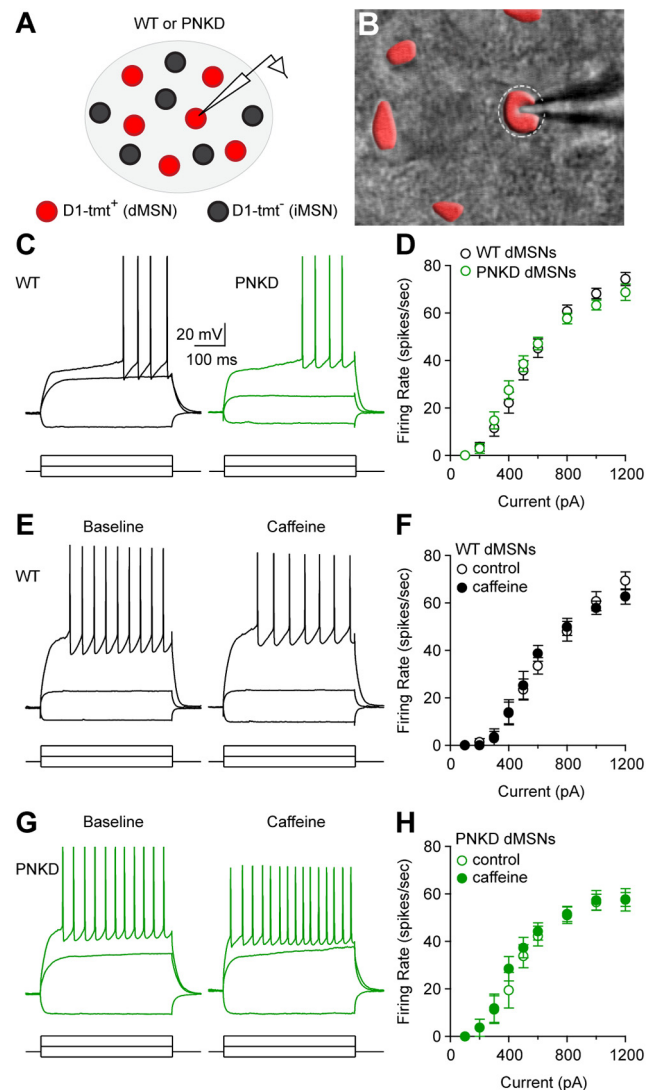 A
WT or PNKD
D1-tmt+ (dMSN)
D1-tmt- (iMSN)
B
C
WT
PNKD
20 mV
100 ms
D
WT dMSNs
PNKD dMSNs
Firing Rate (spikes/sec)
80
60
40
20
0
0
400
800
1200
Current (pA)
E
Baseline
Caffeine
WT
F
WT dMSNs
control
caffeine
Firing Rate (spikes/sec)
80
60
40
20
0
0
400
800
1200
Current (pA)
G
Baseline
Caffeine
PNKD
H
PNKD dMSNs
control
caffeine
Firing Rate (spikes/sec)
80
60
40
20
0
0
400
800
1200
Current (pA)